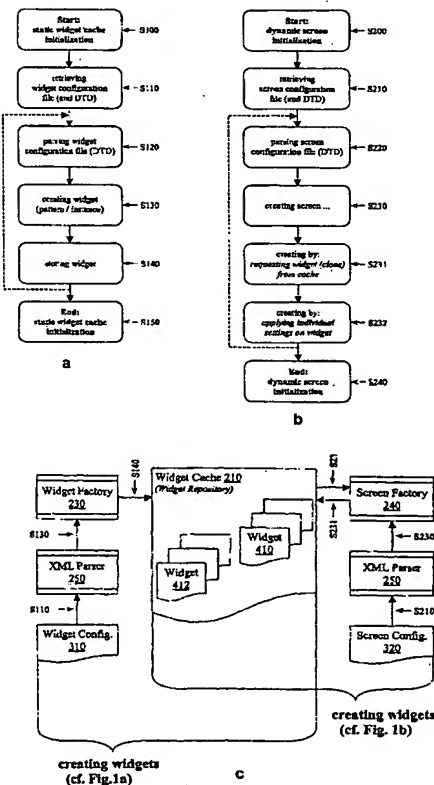 Start:
static widget cache
initialization
S100
retrieving
widget configuration
file (and DTD)
S110
parsing widget
configuration file (DTD)
S120
creating widget
(pattern / instance)
S130
storing widget
S140
End:
static widget cache
initialization
S150
a
Start:
dynamic screen
initialization
S200
retrieving
screen configuration
file (and DTD)
S210
parsing screen
configuration file (DTD)
S220
creating screen ...
S230
creating by:
requesting widget (clone)
from cache
S231
creating by:
applying individual
settings on widget
S232
End:
dynamic screen
initialization
S240
b
Widget Factory
230
S130
XML Parser
250
S110
Widget Config.
310
S140
Widget Cache 210
(Widget Repository)
Widget
410
Widget
412
S231
Screen Factory
240
S230
XML Parser
250
S210
Screen Config.
320
creating widgets
(cf. Fig. 1b)
creating widgets
(cf. Fig.1a)
c